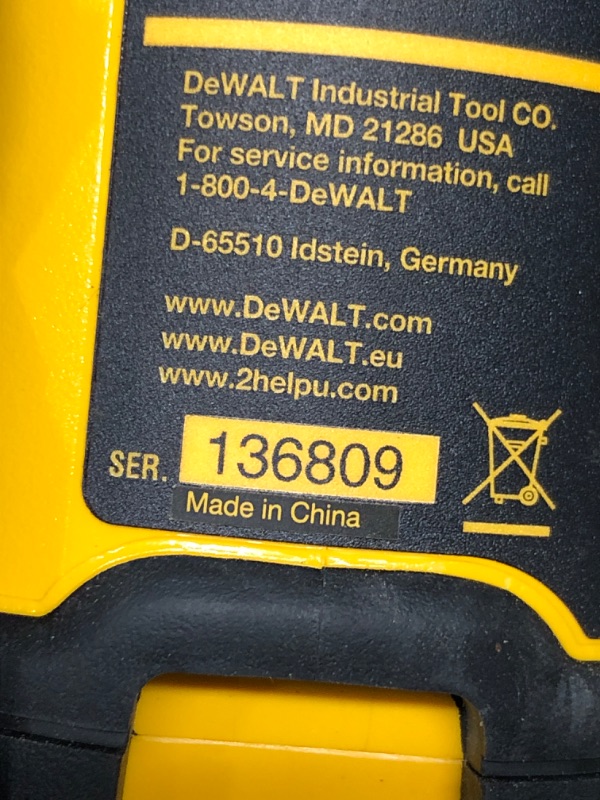 DeWALT Industrial Tool CO.
Towson, MD 21286 USA
For service information, call
1-800-4-DeWALT
D-65510 Idstein, Germany
www.DeWALT.com
www.DeWALT.eu
www.2helpu.com
SER. 136809
Made in China